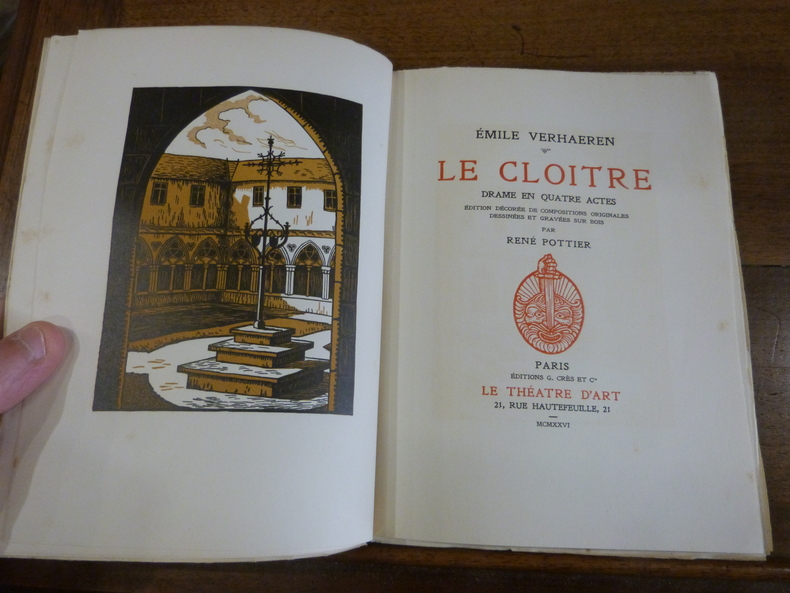 ÉMILE VERHAEREN
LE CLOITRE
DRAME EN QUATRE ACTES
ÉDITION DÉCORÉE DE COMPOSITIONS ORIGINALES
DESSINÉES ET GRAVÉES SUR BOIS
PAR
RENÉ POTTIER
PARIS
ÉDITIONS G. CRÈS ET Cie
LE THÉATRE D'ART
21, RUE HAUTEFEUILLE, 21
MCMXXVI